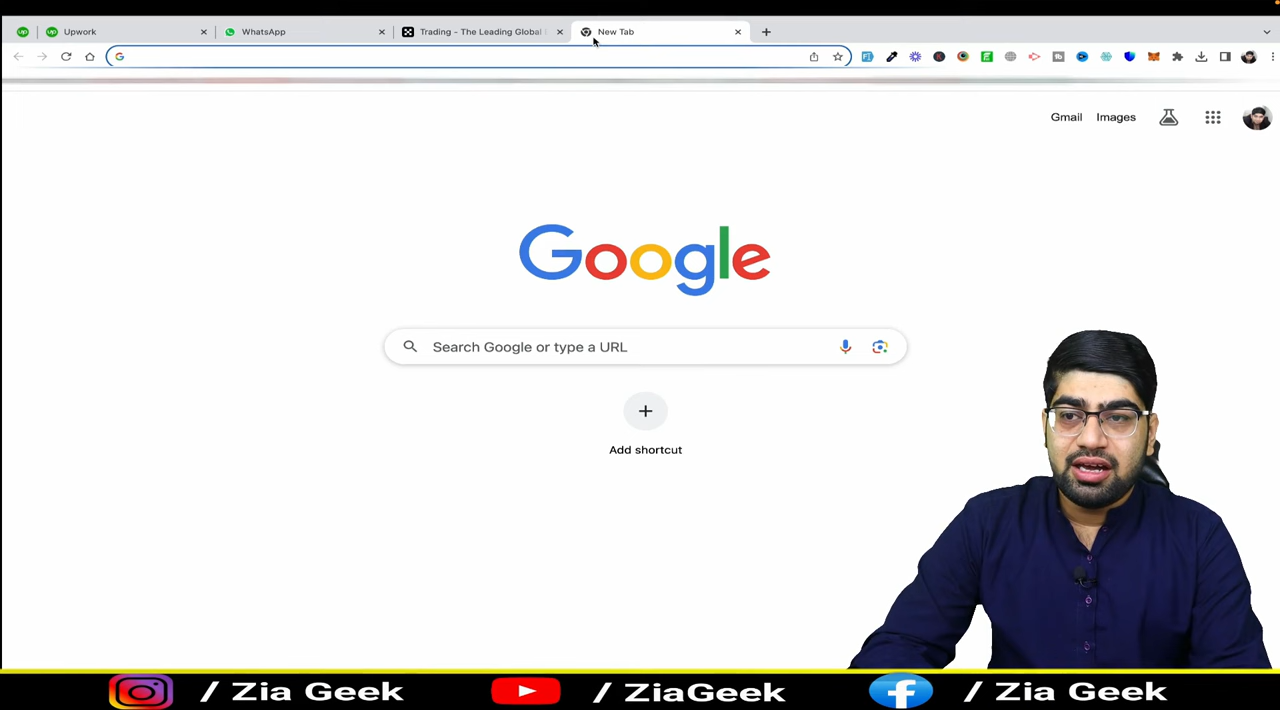 Upwork
WhatsApp
Trading - The Leading Global
New Tab
Gmail
Images
Google
Search Google or type a URL
Add shortcut
/ Zia Geek
/ ZiaGeek
/ Zia Geek